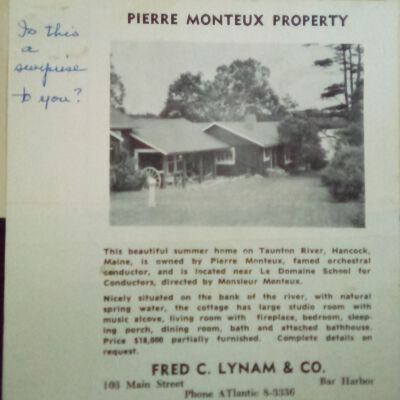 PIERRE MONTEUX PROPERTY
Is this
a
surprise
to you?
This beautiful summer home on Taunton River, Hancock,
Maine, is owned by Pierre Monteux, famed orchestral
conductor, and is located near Le Domaine School for
Conductors, directed by Monsieur Monteux.
Nicely situated on the bank of the river, with natural
spring water, the cottage has large studio room with
music alcove, living room with fireplace, bedroom, sleep-
ing porch, dining room, bath and attached bathhouse.
Price $18,000 partially furnished. Complete details on
request.
FRED C. LYNAM & CO.
103 Main Street Bar Harbor
Phone ATlantic 8-3336